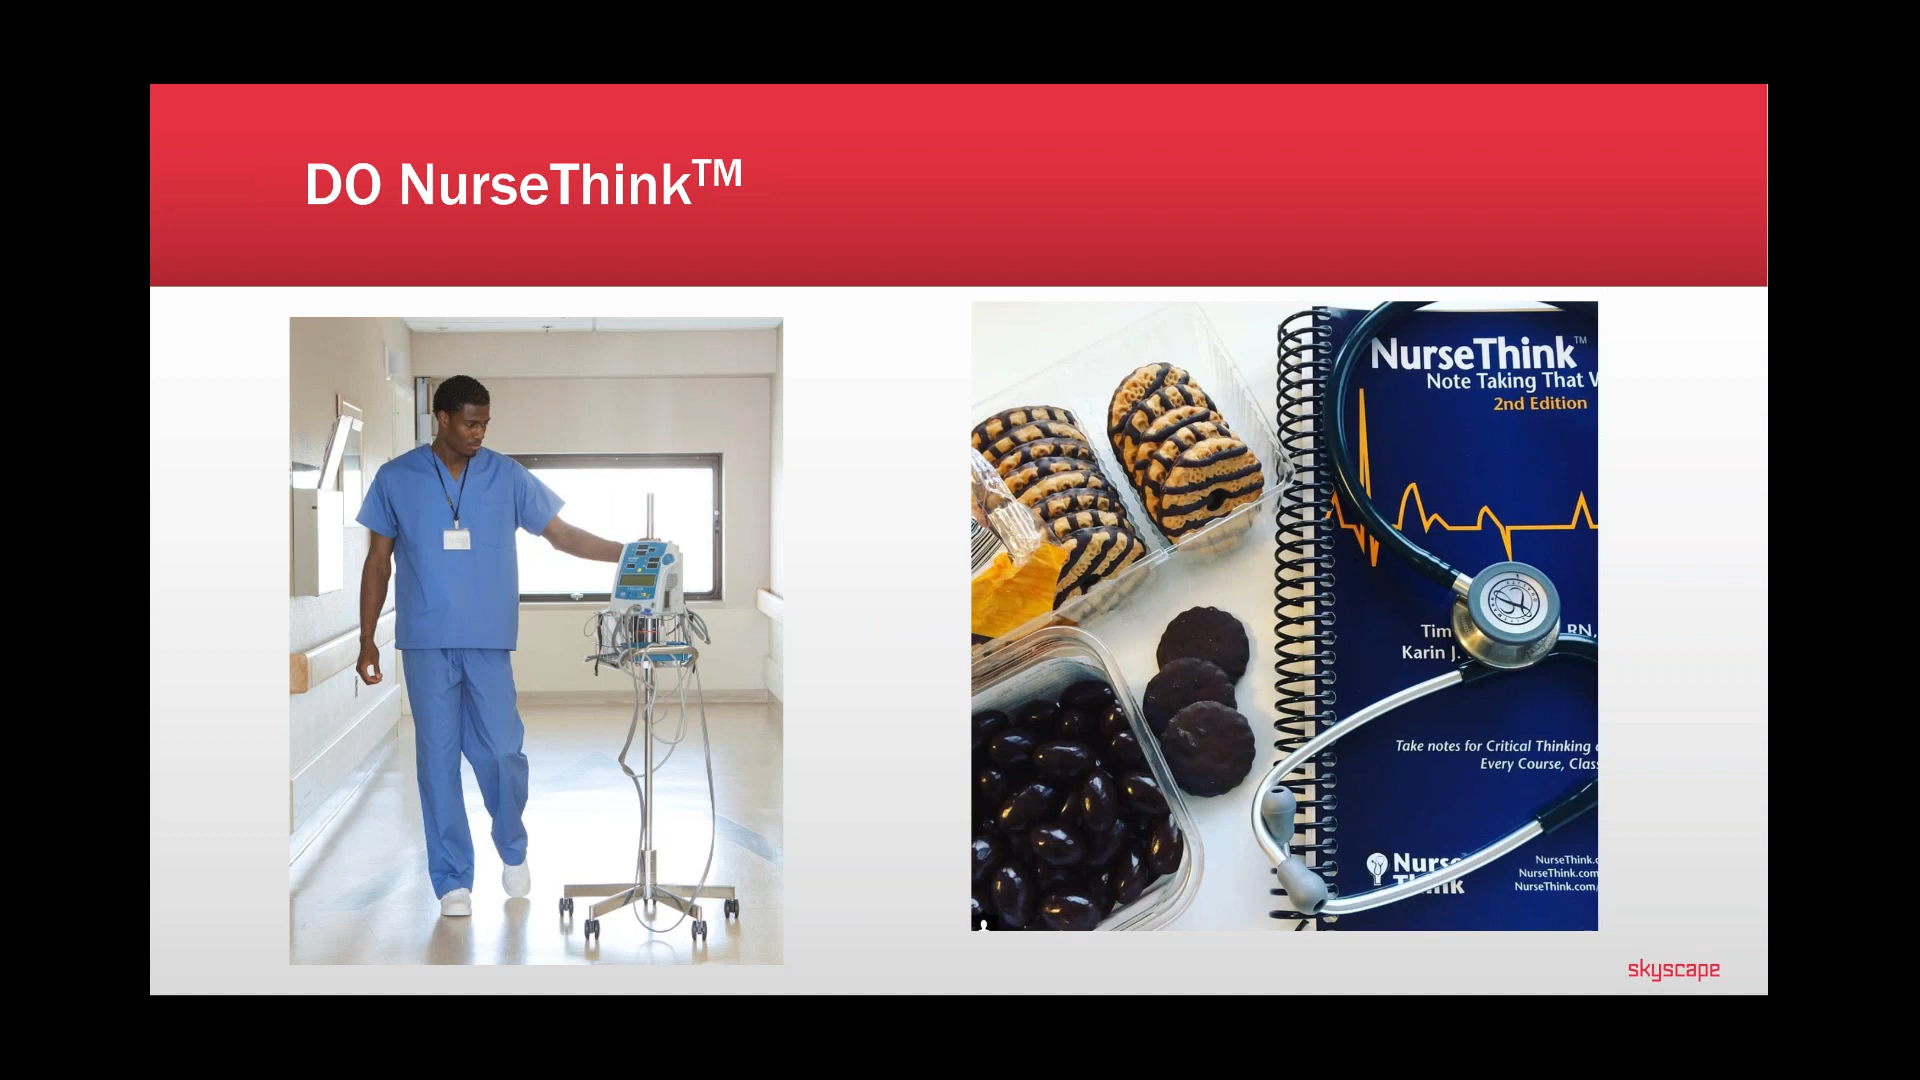 DO NurseThink™
NurseThink™
Note Taking That
2nd Edition
Tim RN,
Karin J.
Take notes for Critical Thinking
Every Course,
Nurse
Think
NurseThink.
NurseThink.com
NurseThink.com/
skyscape